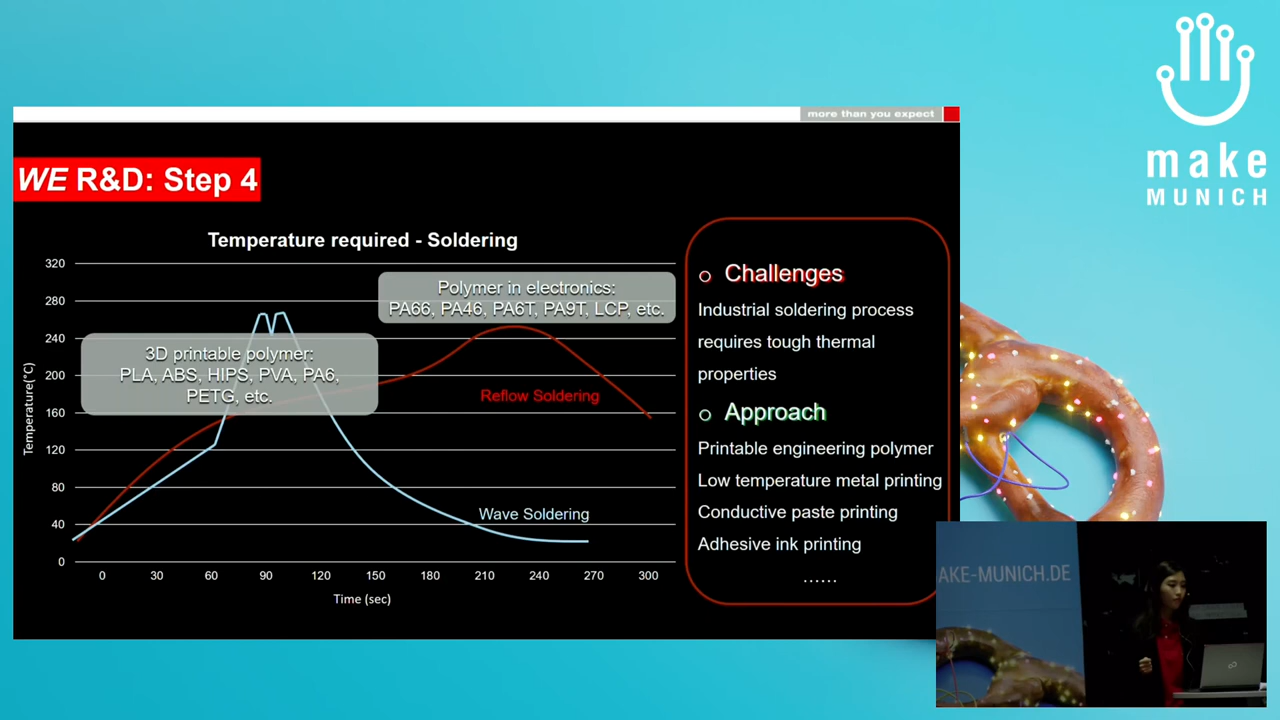 more than you expect
WE R&D: Step 4
Temperature required - Soldering
320
280
240
200
160
120
80
40
0
Temperature(°C)
0 30 60 90 120 150 180 210 240 270 300
Time (sec)
3D printable polymer:
PLA, ABS, HIPS, PVA, PA6,
PETG, etc.
Polymer in electronics:
PA66, PA46, PA6T, PA9T, LCP, etc.
Reflow Soldering
Wave Soldering
Challenges
Industrial soldering process
requires tough thermal
properties
Approach
Printable engineering polymer
Low temperature metal printing
Conductive paste printing
Adhesive ink printing
......
make
MUNICH
AKE-MUNICH.DE